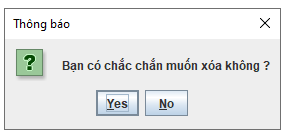 Thông báo
Bạn có chắc chắn muốn xóa không ?
Yes No